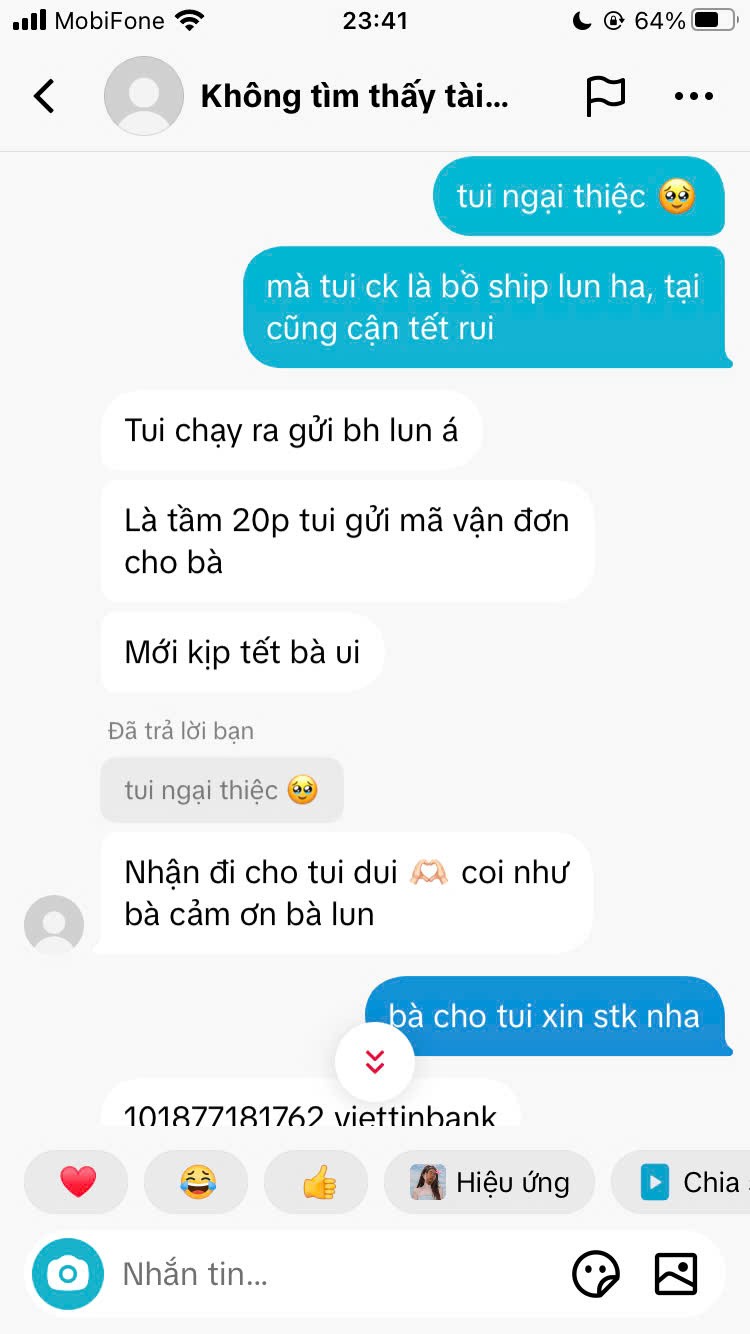 MobiFone 23:41 64%
Không tìm thấy tài...
tui ngại thiệc 🥹
mà tui ck là bồ ship lun ha, tại
cũng cận tết rui
Tui chạy ra gửi bh lun á
Là tầm 20p tui gửi mã vận đơn
cho bà
Mới kịp tết bà ui
Đã trả lời bạn
tui ngại thiệc 🥹
Nhận đi cho tui dui 🫶🏻 coi như
bà cảm ơn bà lun
bà cho tui xin stk nha
101877181762 viettinbank
Hiệu ứng
Chia
Nhắn tin...